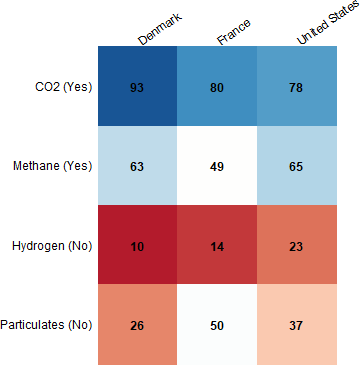 Denmark France United States
CO2 (Yes) 93 80 78
Methane (Yes) 63 49 65
Hydrogen (No) 10 14 23
Particulates (No) 26 50 37